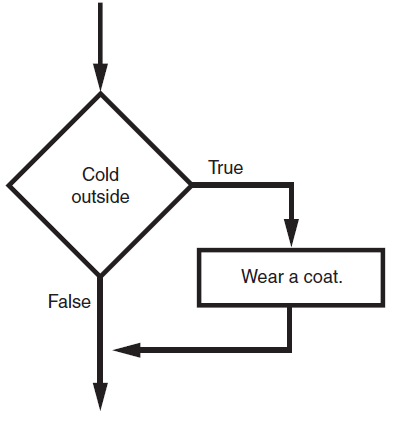 Cold
outside
True
Wear a coat.
False